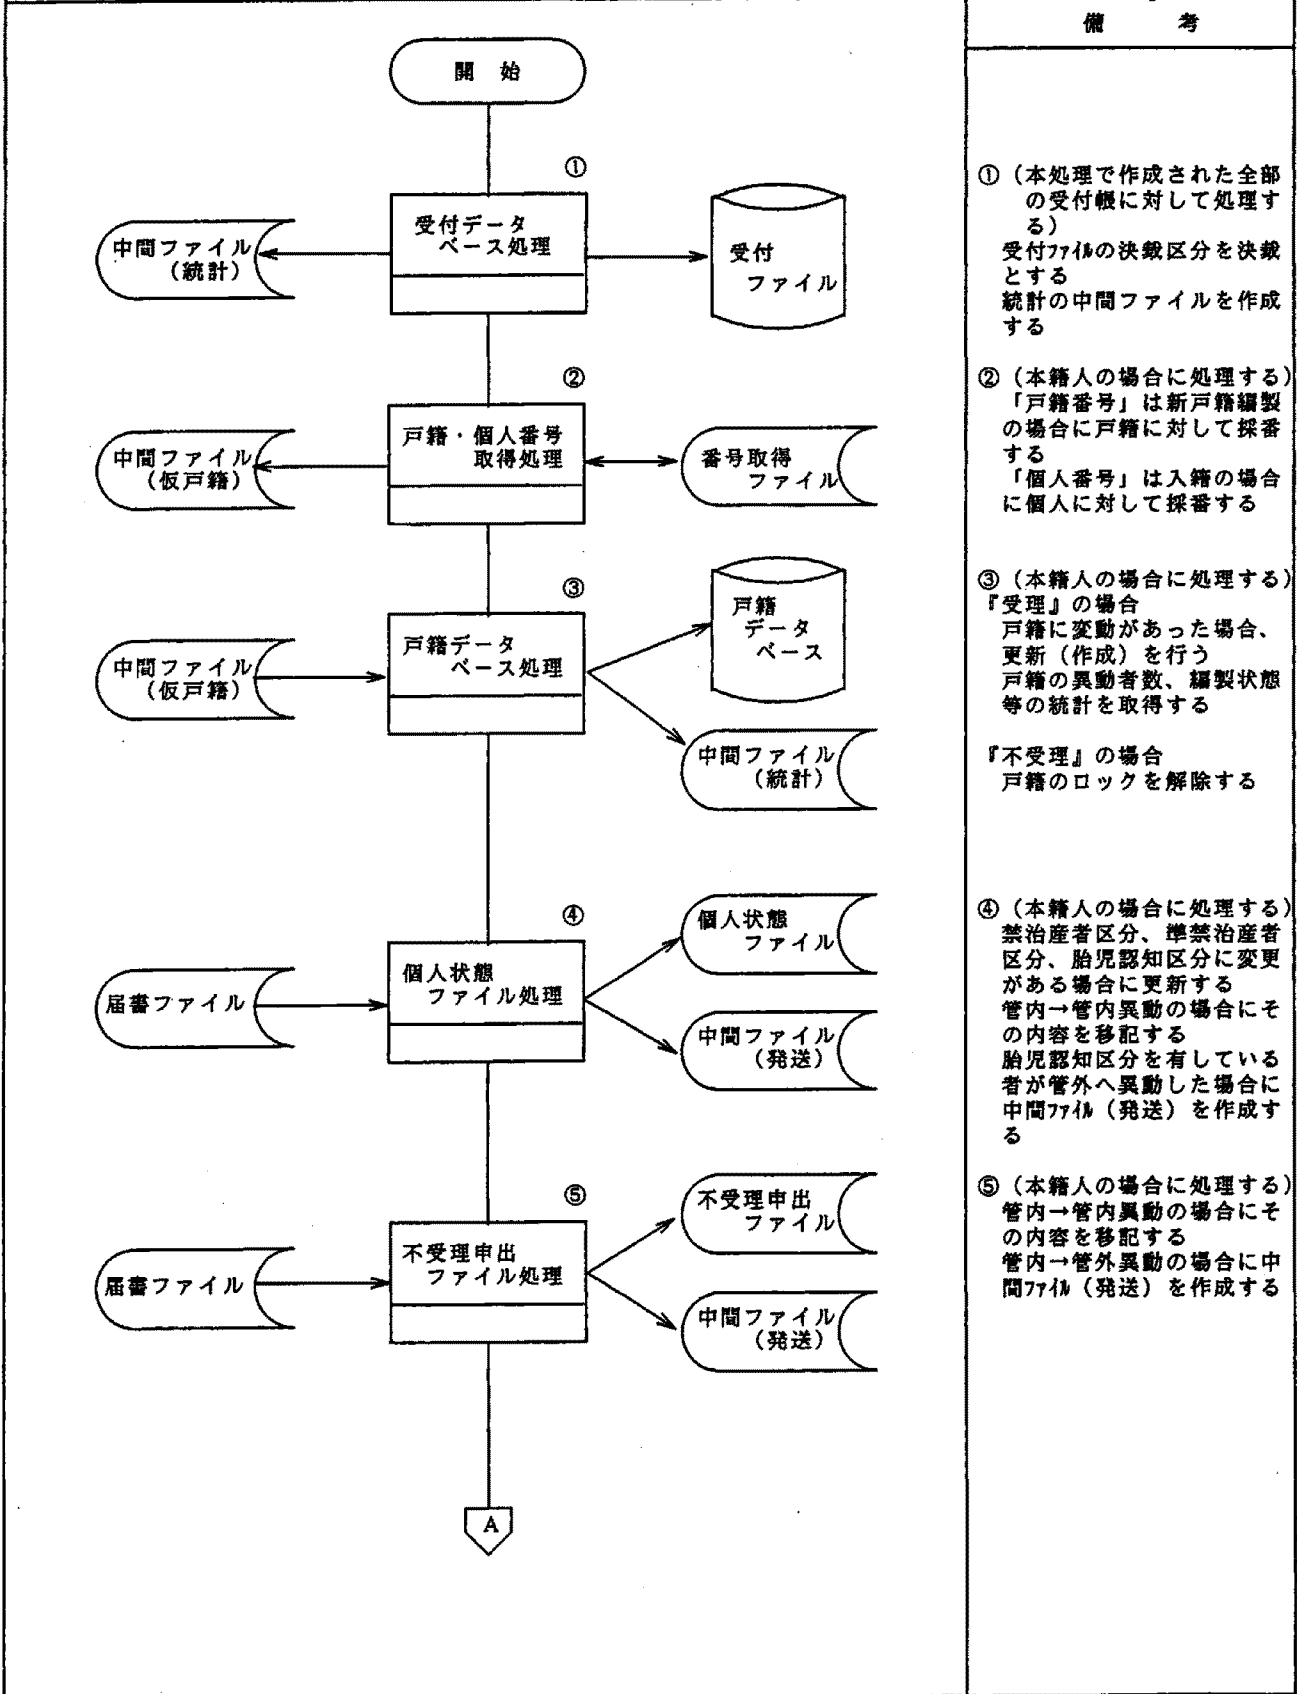 備　　考
開　始
①
受付データ
ベース処理
中間ファイル
（統計）
受付
ファイル
②
戸籍・個人番号
取得処理
中間ファイル
（仮戸籍）
番号取得
ファイル
③
戸籍データ
ベース処理
中間ファイル
（仮戸籍）
戸籍
データ
ベース
中間ファイル
（統計）
④
個人状態
ファイル処理
届書ファイル
個人状態
ファイル
中間ファイル
（発送）
⑤
不受理申出
ファイル処理
届書ファイル
不受理申出
ファイル
中間ファイル
（発送）
A
①（本処理で作成された全部
の受付帳に対して処理す
る）
受付ﾌｧｲﾙの決裁区分を決裁
とする
統計の中間ファイルを作成
する
②（本籍人の場合に処理する）
「戸籍番号」は新戸籍編製
の場合に戸籍に対して採番
する
「個人番号」は入籍の場合
に個人に対して採番する
③（本籍人の場合に処理する）
『受理』の場合
戸籍に変動があった場合、
更新（作成）を行う
戸籍の異動者数、編製状態
等の統計を取得する
『不受理』の場合
戸籍のロックを解除する
④（本籍人の場合に処理する）
禁治産者区分、準禁治産者
区分、胎児認知区分に変更
がある場合に更新する
管内→管内異動の場合にそ
の内容を移記する
胎児認知区分を有している
者が管外へ異動した場合に
中間ﾌｧｲﾙ（発送）を作成す
る
⑤（本籍人の場合に処理する）
管内→管内異動の場合にそ
の内容を移記する
管内→管外異動の場合に中
間ﾌｧｲﾙ（発送）を作成する